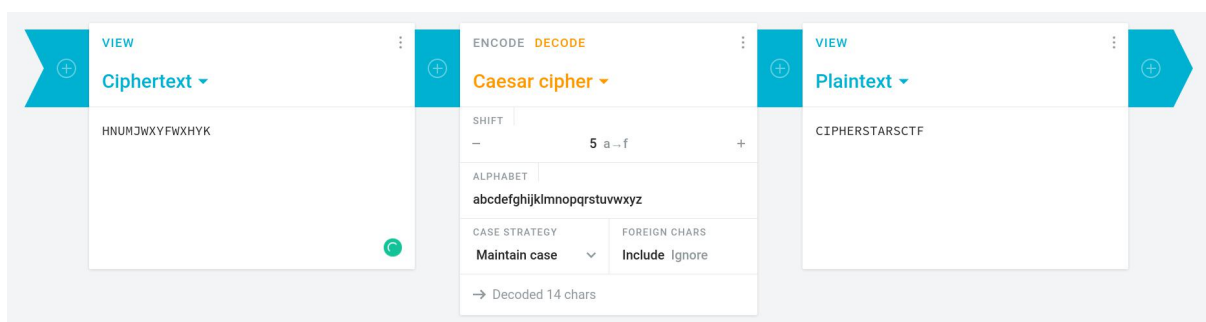 VIEW
Ciphertext
HNUMJWXYFWXHYK
ENCODE DECODE
Caesar cipher
SHIFT
− 5 a→f +
ALPHABET
abcdefghijklmnopqrstuvwxyz
CASE STRATEGY
Maintain case
FOREIGN CHARS
Include Ignore
→ Decoded 14 chars
VIEW
Plaintext
CIPHERSTARSCTF